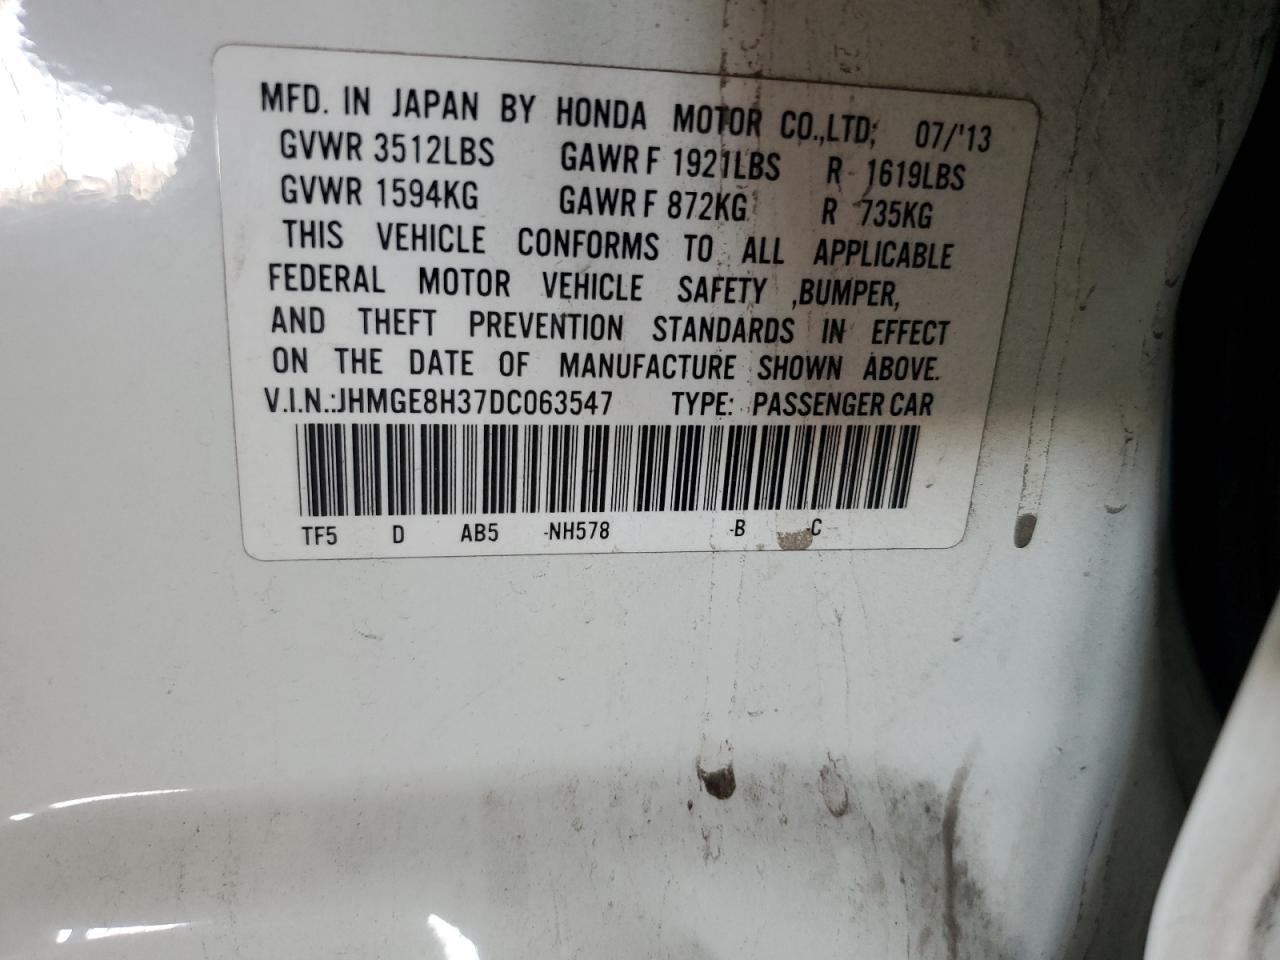 MFD. IN JAPAN BY HONDA MOTOR CO.,LTD; 07/'13
GVWR 3512LBS GAWR F 1921LBS R 1619LBS
GVWR 1594KG GAWR F 872KG R 735KG
THIS VEHICLE CONFORMS TO ALL APPLICABLE
FEDERAL MOTOR VEHICLE SAFETY ,BUMPER,
AND THEFT PREVENTION STANDARDS IN EFFECT
ON THE DATE OF MANUFACTURE SHOWN ABOVE.
V.I.N.:JHMGE8H37DC063547 TYPE: PASSENGER CAR
TF5 D AB5 -NH578 -B -C